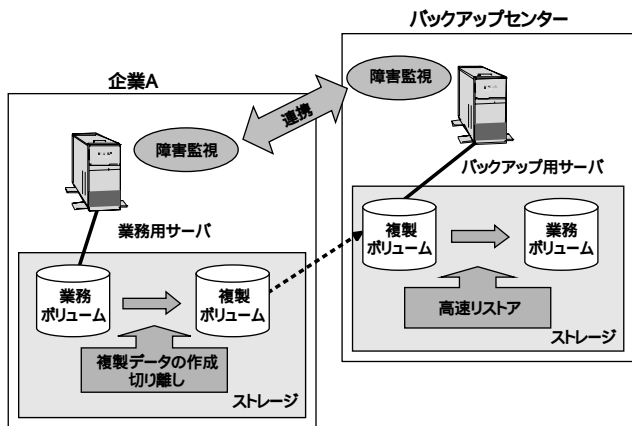 バックアップセンター
企業A
障害監視
連携
障害監視
業務用サーバ
バックアップ用サーバ
業務
ボリューム
複製
ボリューム
複製データの作成
切り離し
ストレージ
複製
ボリューム
業務
ボリューム
高速リストア
ストレージ